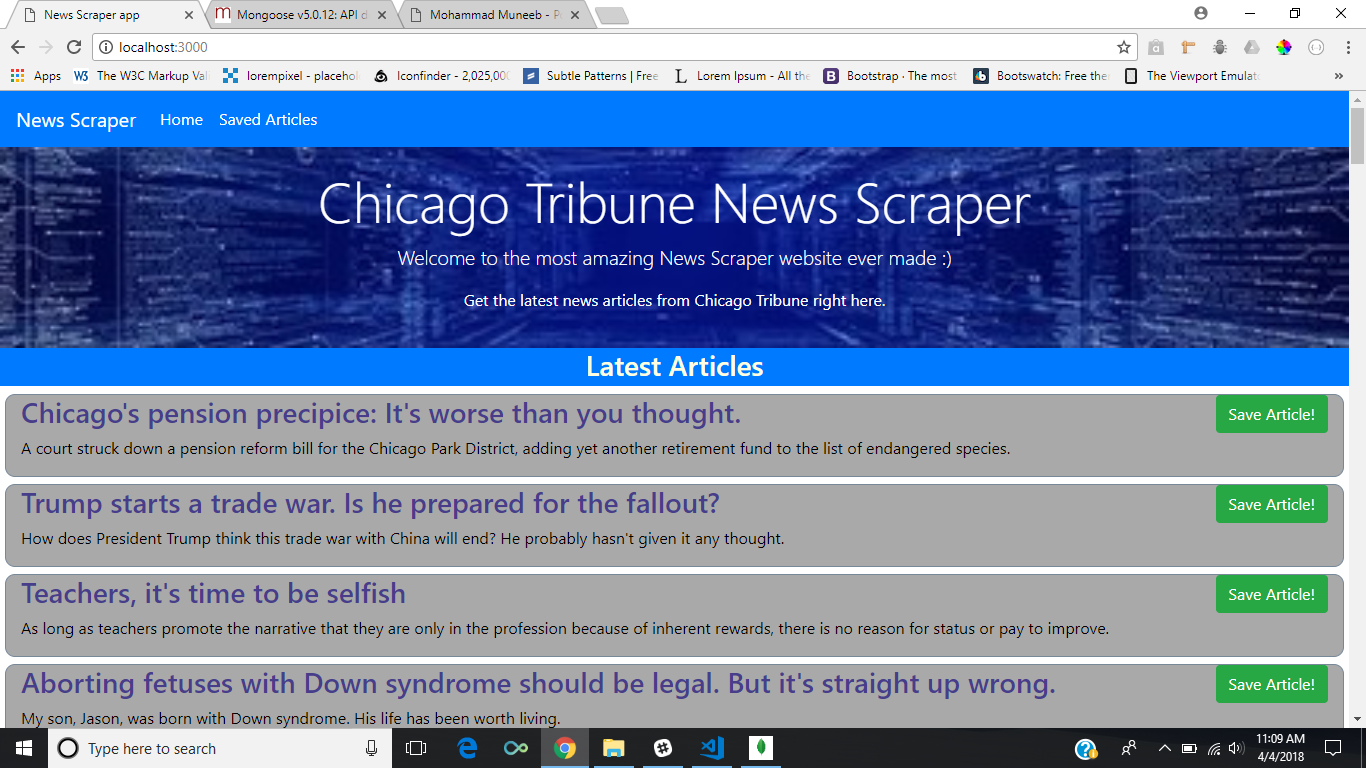 News Scraper app
Mongoose v5.0.12: API d
Mohammad Muneeb - P
localhost:3000
Apps
The W3C Markup Val
lorempixel - placehol
Iconfinder - 2,025,000
Subtle Patterns | Free
Lorem Ipsum - All the
Bootstrap · The most
Bootswatch: Free the
The Viewport Emulato
News Scraper
Home
Saved Articles
Chicago Tribune News Scraper
Welcome to the most amazing News Scraper website ever made :)
Get the latest news articles from Chicago Tribune right here.
Latest Articles
Chicago's pension precipice: It's worse than you thought.
Save Article!
A court struck down a pension reform bill for the Chicago Park District, adding yet another retirement fund to the list of endangered species.
Trump starts a trade war. Is he prepared for the fallout?
Save Article!
How does President Trump think this trade war with China will end? He probably hasn't given it any thought.
Teachers, it's time to be selfish
Save Article!
As long as teachers promote the narrative that they are only in the profession because of inherent rewards, there is no reason for status or pay to improve.
Aborting fetuses with Down syndrome should be legal. But it's straight up wrong.
Save Article!
My son, Jason, was born with Down syndrome. His life has been worth living.
Type here to search
11:09 AM
4/4/2018